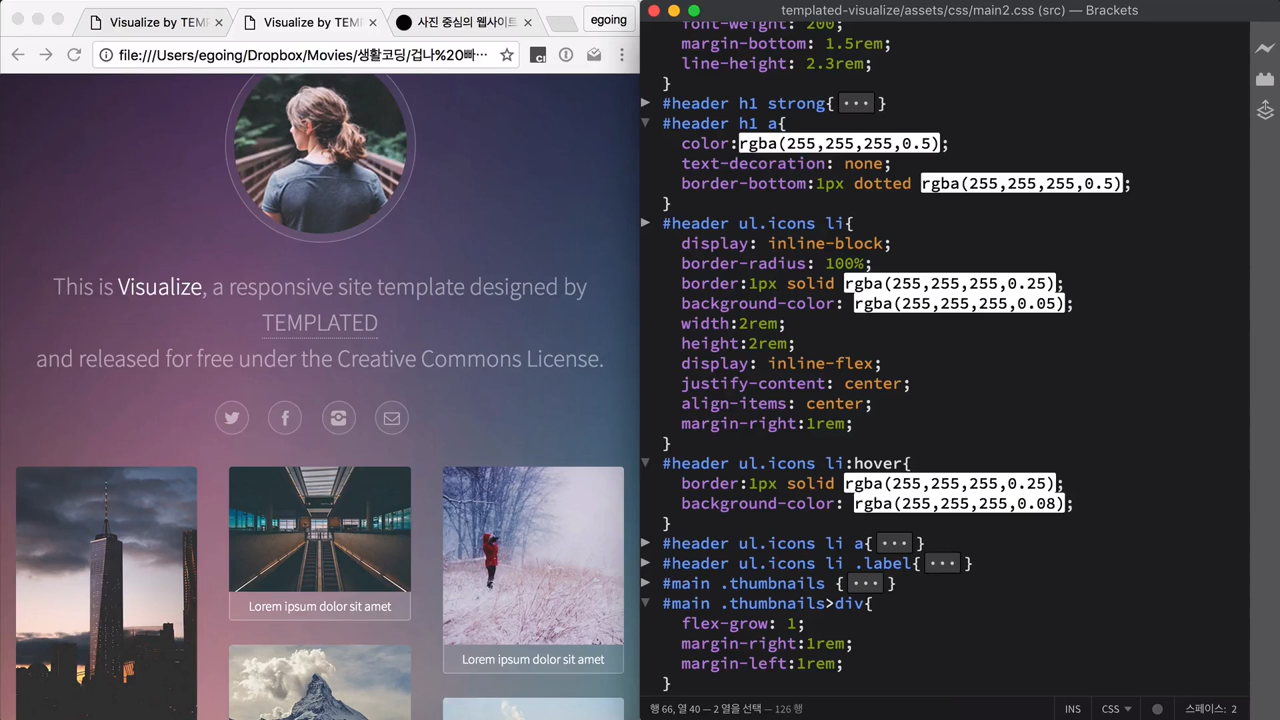 Visualize by TEM
Visualize by TEM
사진 중심의 웹사이트
egoing
file:///Users/egoing/Dropbox/Movies/생활코딩/겁나%20빠…
This is Visualize, a responsive site template designed by
TEMPLATED
and released for free under the Creative Commons License.
Lorem ipsum dolor sit amet
Lorem ipsum dolor sit amet
templated-visualize/assets/css/main2.css (src) — Brackets
font-weight: 200;
margin-bottom: 1.5rem;
line-height: 2.3rem;
}
#header h1 strong{ ••• }
#header h1 a{
color:rgba(255,255,255,0.5);
text-decoration: none;
border-bottom:1px dotted rgba(255,255,255,0.5);
}
#header ul.icons li{
display: inline-block;
border-radius: 100%;
border:1px solid rgba(255,255,255,0.25);
background-color: rgba(255,255,255,0.05);
width:2rem;
height:2rem;
display: inline-flex;
justify-content: center;
align-items: center;
margin-right:1rem;
}
#header ul.icons li:hover{
border:1px solid rgba(255,255,255,0.25);
background-color: rgba(255,255,255,0.08);
}
#header ul.icons li a{ ••• }
#header ul.icons li .label{ ••• }
#main .thumbnails { ••• }
#main .thumbnails>div{
flex-grow: 1;
margin-right:1rem;
margin-left:1rem;
}
행 66, 열 40 — 2 열을 선택 — 126 행
INS
CSS
스페이스: 2